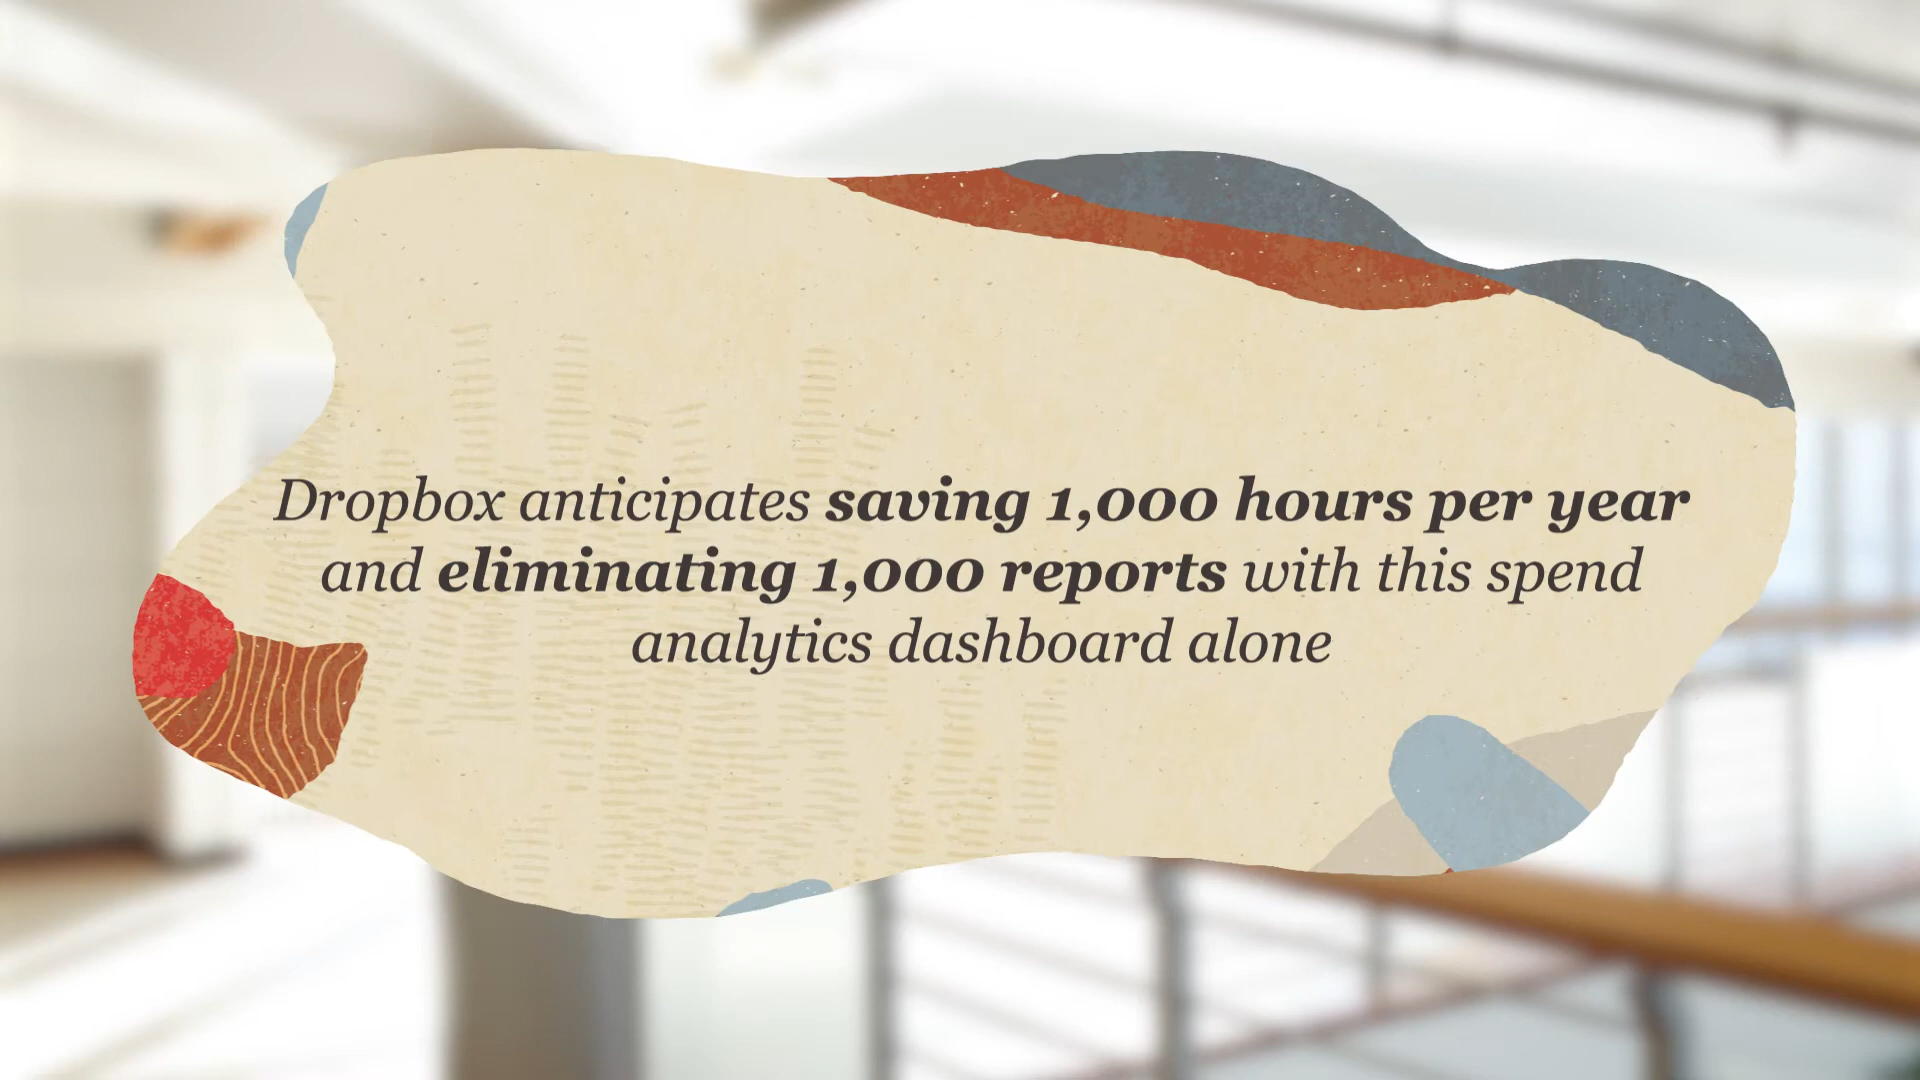 Dropbox anticipates saving 1,000 hours per year
and eliminating 1,000 reports with this spend
analytics dashboard alone